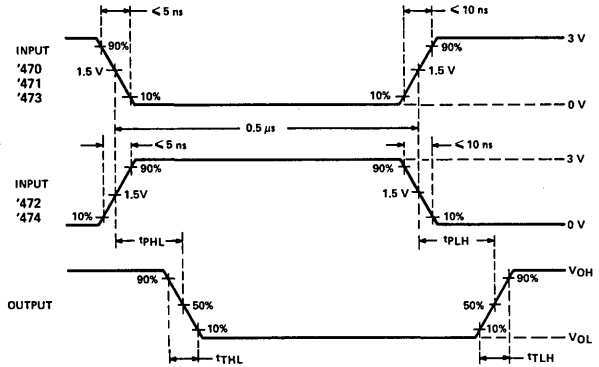 ≤ 5 ns
≤ 10 ns
INPUT
'470
'471
'473
90%
1.5 V
10%
90%
1.5 V
10%
3 V
0 V
0.5 µs
≤ 5 ns
≤ 10 ns
INPUT
'472
'474
90%
1.5V
10%
90%
1.5V
10%
3 V
0 V
tPHL
tPLH
OUTPUT
90%
50%
10%
90%
50%
10%
VOH
VOL
tTHL
tTLH